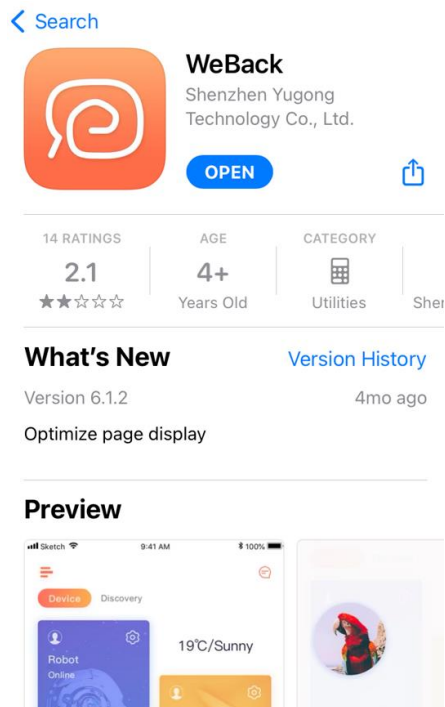 Search
WeBack
Shenzhen Yugong
Technology Co., Ltd.
OPEN
14 RATINGS
AGE
CATEGORY
2.1
4+
Years Old
Utilities
Sher
What's New
Version History
Version 6.1.2
4mo ago
Optimize page display
Preview
Sketch
9:41 AM
100%
Device
Discovery
19℃/Sunny
Robot
Online